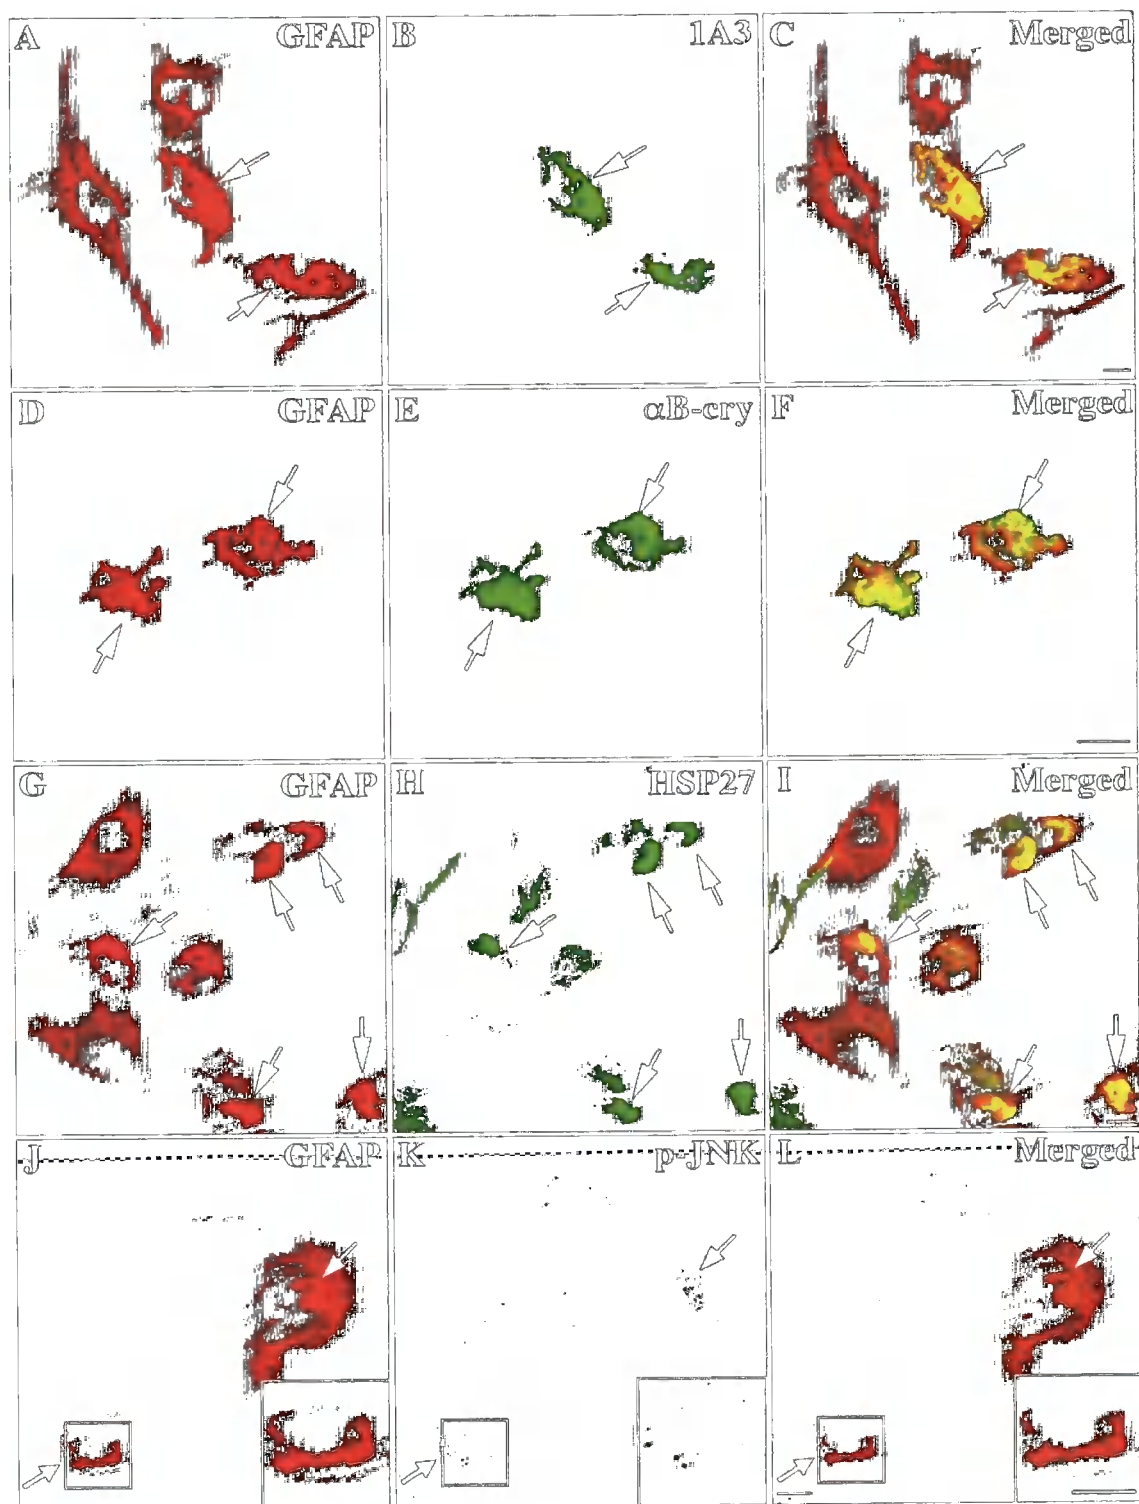 A GFAP B 1A3 C Merged
D GFAP E αB-cry F Merged
G GFAP H HSP27 I Merged
J GFAP K p-JNK L Merged